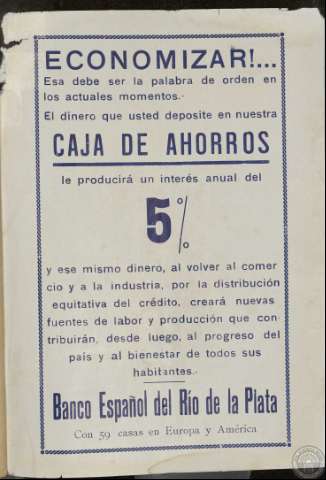 ECONOMIZAR!...
Esa debe ser la palabra de orden en
los actuales momentos.-
El dinero que usted deposite en nuestra
CAJA DE AHORROS
le producirá un interés anual del
5%
y ese mismo dinero, al volver al comer
cio y a la industria, por la distribución
equitativa del crédito, creará nuevas
fuentes de labor y producción que con-
tribuirán, desde luego, al progreso del
país y al bienestar de todos sus
habitantes.-
Banco Español del Río de la Plata
Con 59 casas en Europa y América